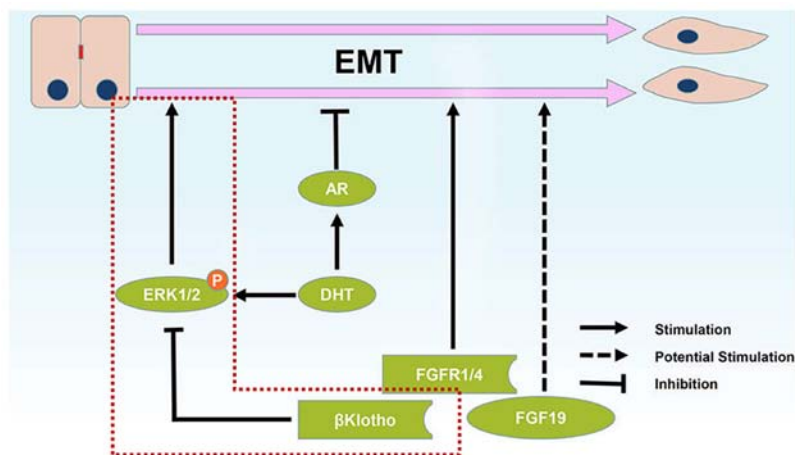 EMT
AR
P
ERK1/2
DHT
FGFR1/4
βKlotho
FGF19
Stimulation
Potential Stimulation
Inhibition